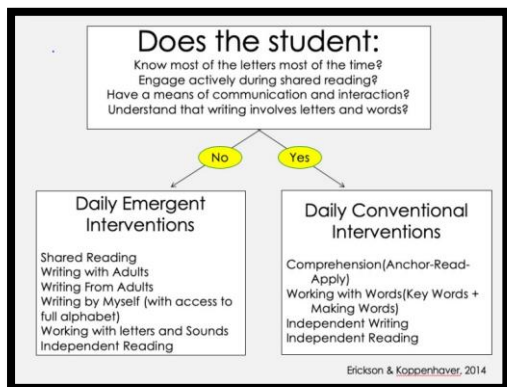 Does the student:
Know most of the letters most of the time?
Engage actively during shared reading?
Have a means of communication and interaction?
Understand that writing involves letters and words?
No
Yes
Daily Emergent
Interventions
Shared Reading
Writing with Adults
Writing From Adults
Writing by Myself (with access to
full alphabet)
Working with letters and Sounds
Independent Reading
Daily Conventional
Interventions
Comprehension(Anchor-Read-
Apply)
Working with Words(Key Words +
Making Words)
Independent Writing
Independent Reading
Erickson & Koppenhaver, 2014